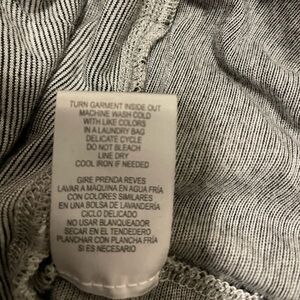 TURN GARMENT INSIDE OUT
MACHINE WASH COLD
WITH LIKE COLORS
IN A LAUNDRY BAG
DELICATE CYCLE
DO NOT BLEACH
LINE DRY
COOL IRON IF NEEDED
GIRE PRENDA REVES
LAVAR A MAQUINA EN AGUA FRIA
CON COLORES SIMILARES
EN UNA BOLSA DE LAVANDERIA
CICLO DELICADO
NO USAR BLANQUEADOR
SECAR EN EL TENDEDERO
PLANCHAR CON PLANCHA FRIA
SI ES NECESARIO